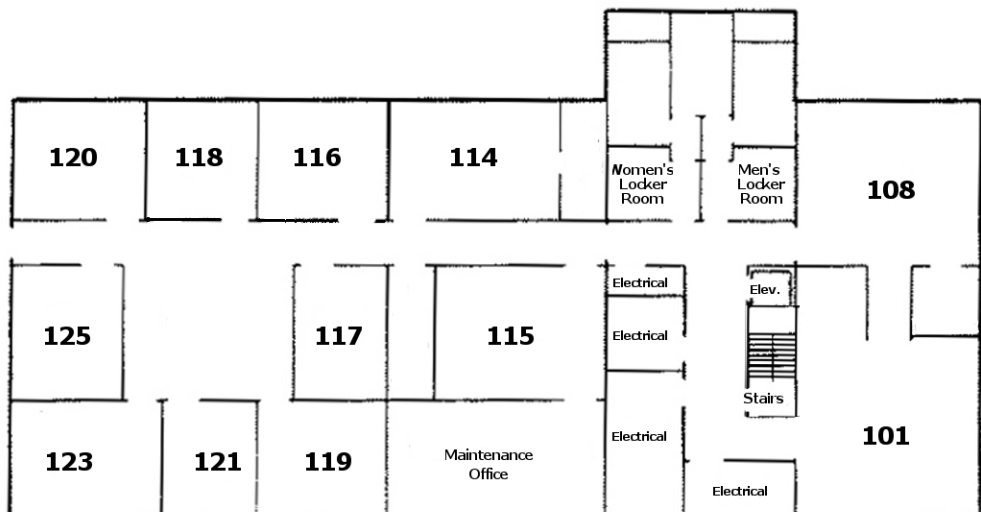 120
118
116
114
Women's
Locker
Room
Men's
Locker
Room
108
125
117
115
Electrical
Elev.
Electrical
Stairs
123
121
119
Maintenance
Office
Electrical
101
Electrical